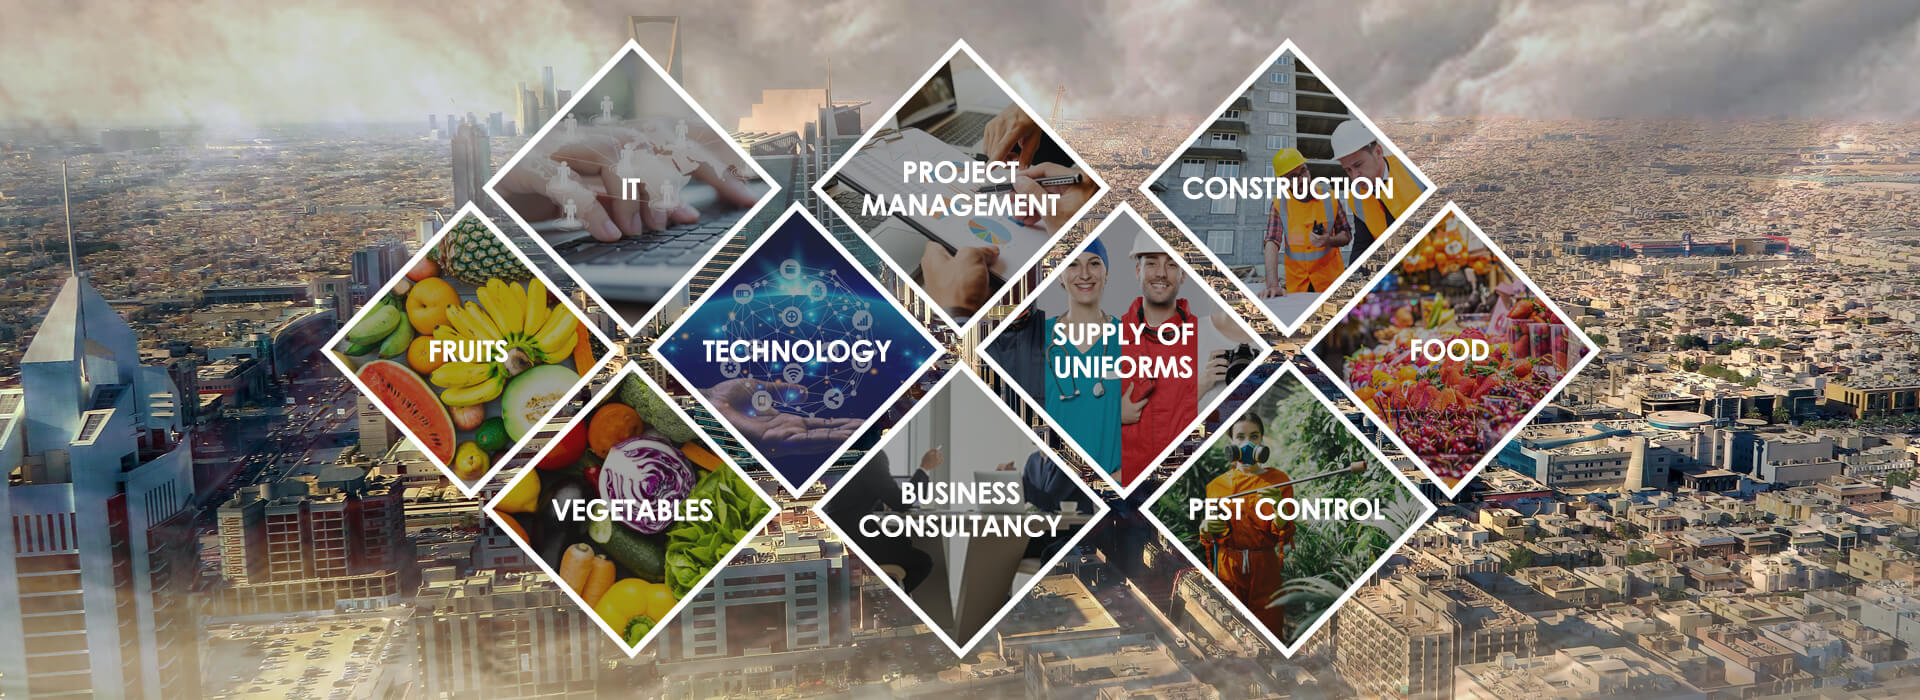 IT
PROJECT
MANAGEMENT
CONSTRUCTION
FRUITS
TECHNOLOGY
SUPPLY OF
UNIFORMS
FOOD
VEGETABLES
BUSINESS
CONSULTANCY
PEST CONTROL